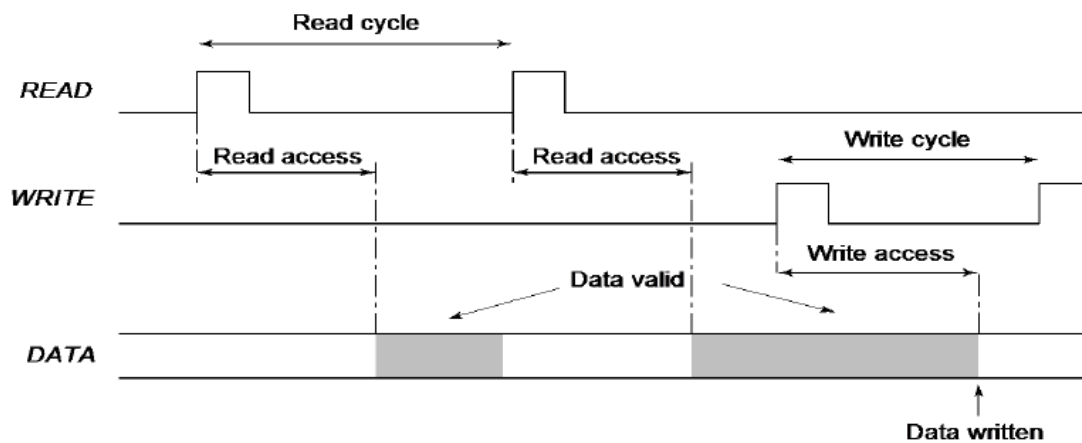 Read cycle
READ
Write cycle
Read access
Read access
WRITE
Write access
Data valid
DATA
Data written